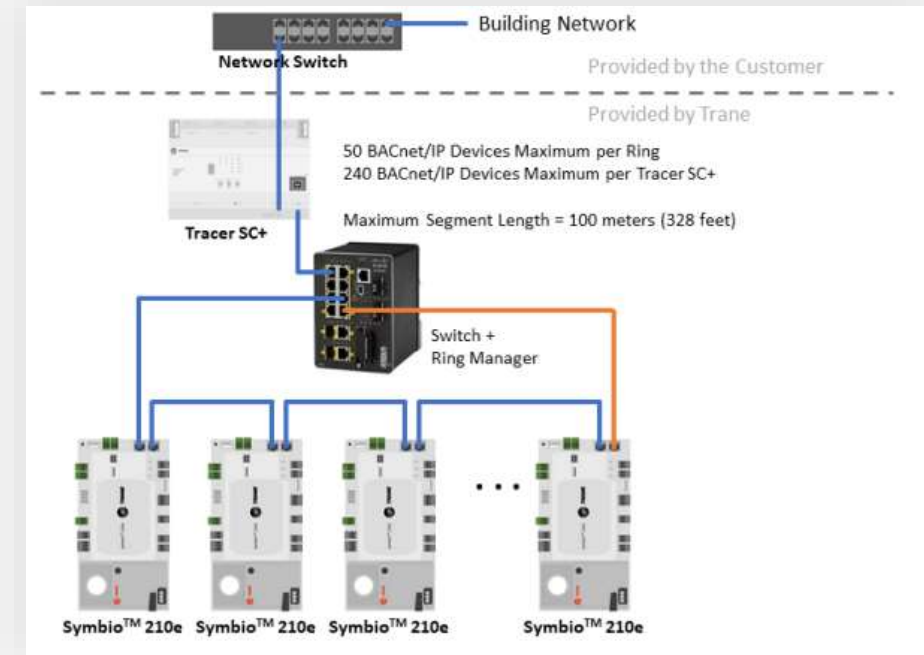 Building Network
Network Switch
Provided by the Customer
Provided by Trane
50 BACnet/IP Devices Maximum per Ring
240 BACnet/IP Devices Maximum per Tracer SC+
Maximum Segment Length = 100 meters (328 feet)
Tracer SC+
Switch +
Ring Manager
...
Symbio™ 210e Symbio™ 210e Symbio™ 210e Symbio™ 210e